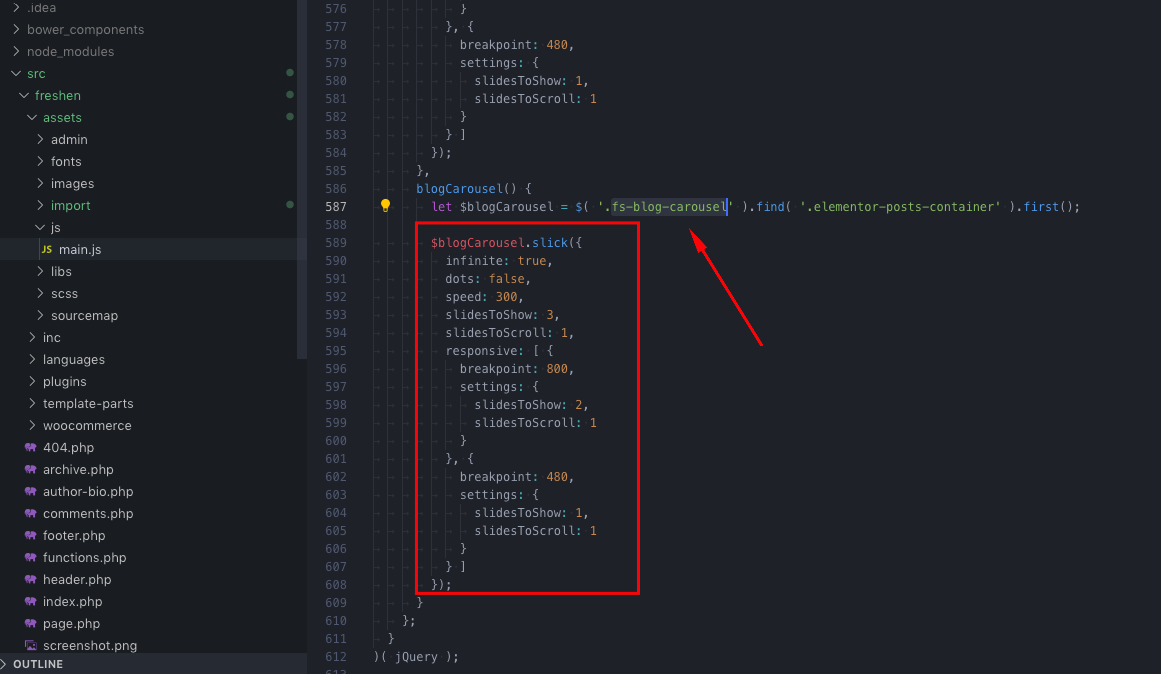 .idea
bower_components
node_modules
src
freshen
assets
admin
fonts
images
import
js
JS main.js
libs
scss
sourcemap
inc
languages
plugins
template-parts
woocommerce
404.php
archive.php
author-bio.php
comments.php
footer.php
functions.php
header.php
index.php
page.php
screenshot.png
OUTLINE
576 }
577 }, {
578 breakpoint: 480,
579 settings: {
580 slidesToShow: 1,
581 slidesToScroll: 1
582 }
583 } ]
584 });
585 },
586 blogCarousel() {
587 let $blogCarousel = $( '.fs-blog-carousel' ).find( '.elementor-posts-container' ).first();
588
589 $blogCarousel.slick({
590 infinite: true,
591 dots: false,
592 speed: 300,
593 slidesToShow: 3,
594 slidesToScroll: 1,
595 responsive: [ {
596 breakpoint: 800,
597 settings: {
598 slidesToShow: 2,
599 slidesToScroll: 1
600 }
601 }, {
602 breakpoint: 480,
603 settings: {
604 slidesToShow: 1,
605 slidesToScroll: 1
606 }
607 } ]
608 });
609 }
610 };
611 }
612 )( jQuery );
613